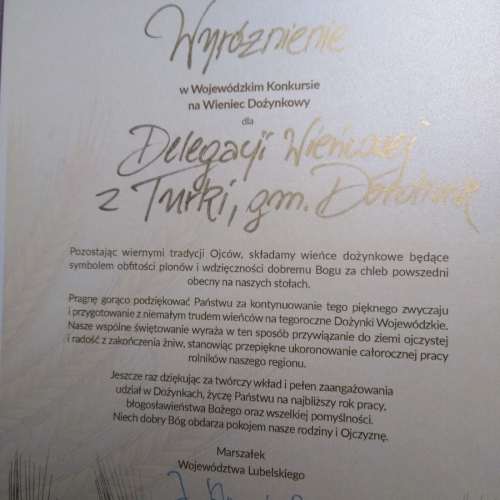 Wyróżnienie
w Wojewódzkim Konkursie
na Wieniec Dożynkowy
dla
Delegacji Wieńcowej
z Turki, gm. Dorohusk
Pozostając wiernymi tradycji Ojców, składamy wieńce dożynkowe będące
symbolem obfitości plonów i wdzięczności dobremu Bogu za chleb powszedni
obecny na naszych stołach.
Pragnę gorąco podziękować Państwu za kontynuowanie tego pięknego zwyczaju
i przygotowanie z niemałym trudem wieńców na tegoroczne Dożynki Wojewódzkie.
Nasze wspólne świętowanie wyraża w ten sposób przywiązanie do ziemi ojczystej
i radość z zakończenia żniw, stanowiąc przepiękne ukoronowanie całorocznej pracy
rolników naszego regionu.
Jeszcze raz dziękując za twórczy wkład i pełen zaangażowania
udział w Dożynkach, życzę Państwu na najbliższy rok pracy,
błogosławieństwa Bożego oraz wszelkiej pomyślności.
Niech dobry Bóg obdarza pokojem nasze rodziny i Ojczyznę.
Marszałek
Województwa Lubelskiego